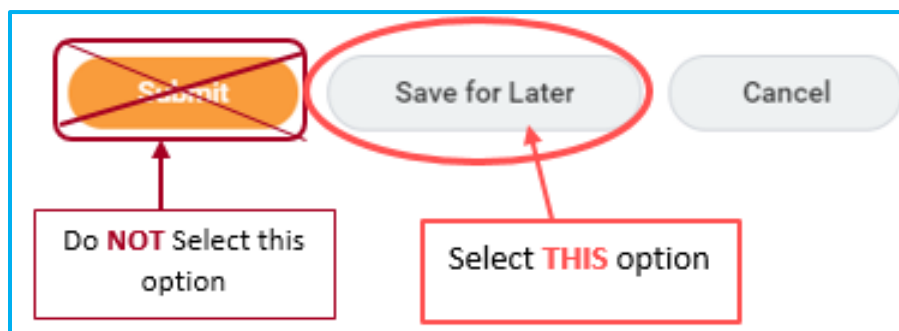 Submit
Save for Later
Cancel
Do NOT Select this
option
Select THIS option